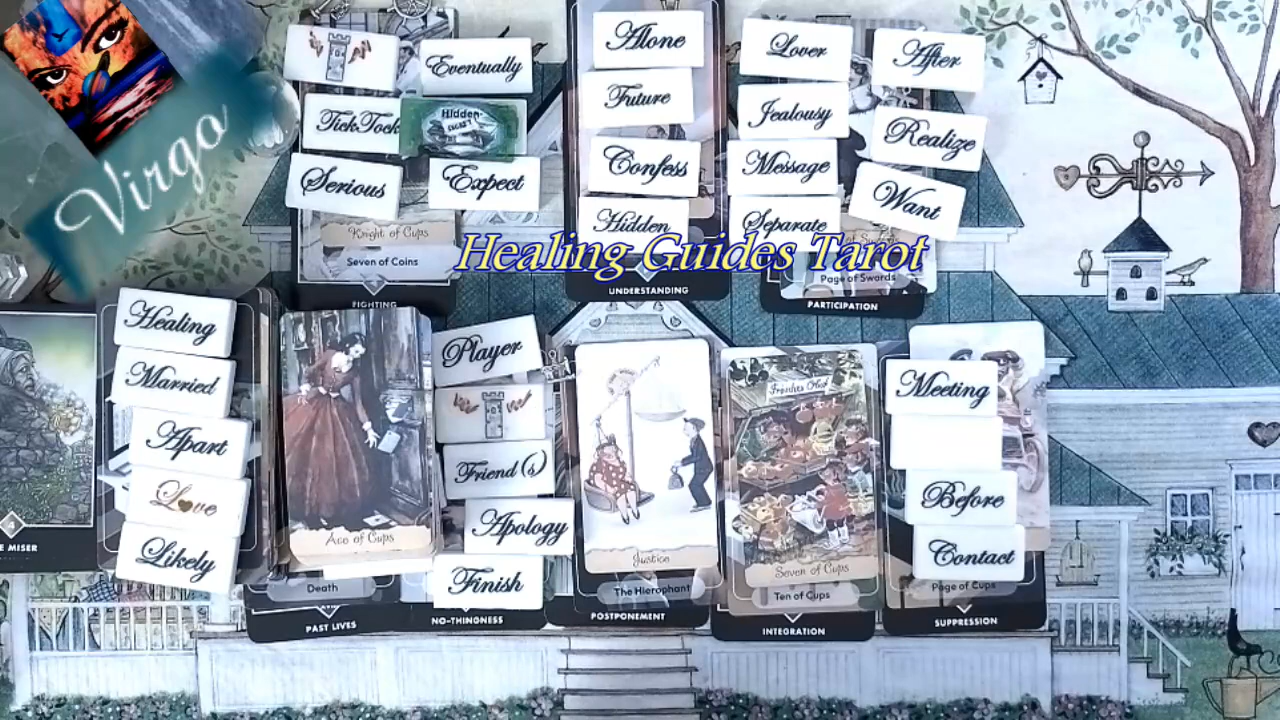 Virgo
Eventually
TickTock
Hidden
Serious
Expect
Knight of Cups
Seven of Coins
FIGHTING
Alone
Future
Confess
Hidden
UNDERSTANDING
Lover
Jealousy
Message
Separate
After
Realize
Want
Page of Swords
PARTICIPATION
Healing Guides Tarot
Healing
Married
Apart
Love
Likely
4
E MISER
Ace of Cups
Death
PAST LIVES
Player
Friend(s)
Apology
Finish
NO-THINGNESS
Justice
The Hierophant
POSTPONEMENT
Seven of Cups
Ten of Cups
INTEGRATION
Meeting
Before
Contact
Page of Cups
SUPPRESSION